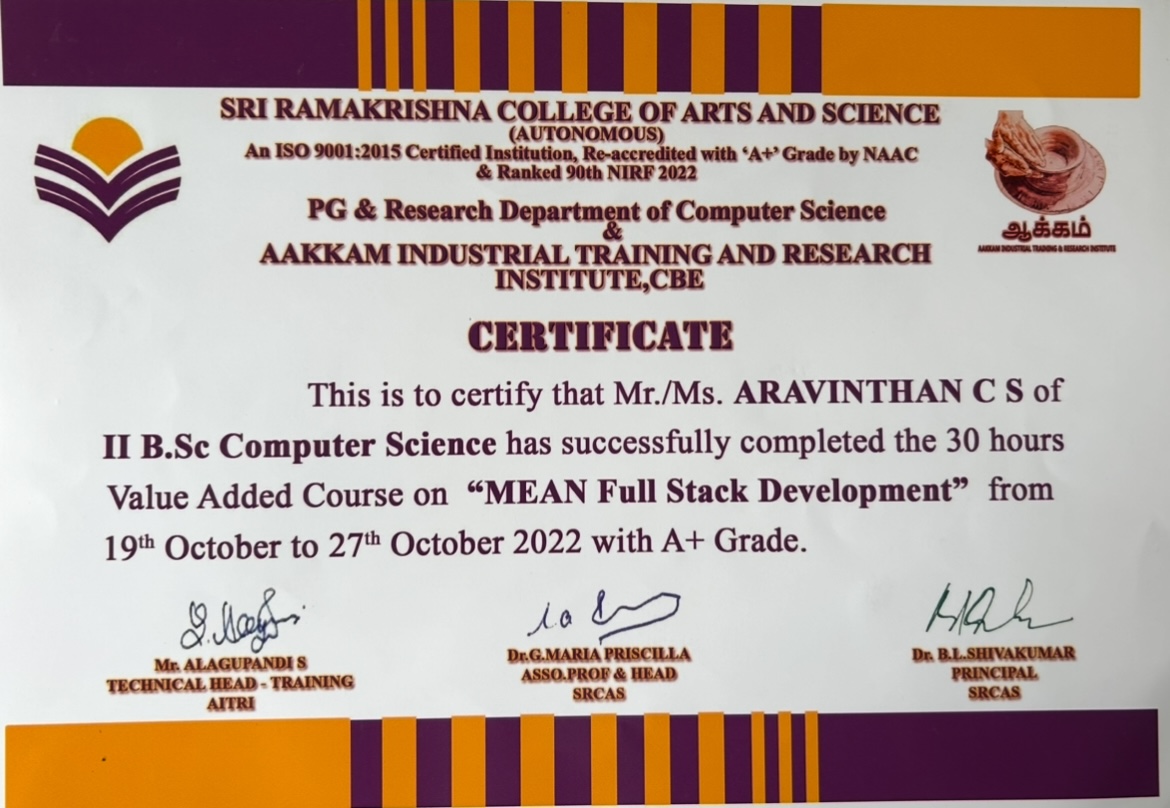 SRI RAMAKRISHNA COLLEGE OF ARTS AND SCIENCE
(AUTONOMOUS)
An ISO 9001:2015 Certified Institution, Re-accredited with ‘A+’ Grade by NAAC
& Ranked 90th NIRF 2022
PG & Research Department of Computer Science
&
AAKKAM INDUSTRIAL TRAINING AND RESEARCH
INSTITUTE,CBE
ஆக்கம்
AAKKAM INDUSTRIAL TRAINING & RESEARCH INSTITUTE
CERTIFICATE
This is to certify that Mr./Ms. ARAVINTHAN C S of
II B.Sc Computer Science has successfully completed the 30 hours
Value Added Course on “MEAN Full Stack Development” from
19th October to 27th October 2022 with A+ Grade.
Mr. ALAGUPANDI S
TECHNICAL HEAD - TRAINING
AITRI
Dr.G.MARIA PRISCILLA
ASSO.PROF & HEAD
SRCAS
Dr. B.L.SHIVAKUMAR
PRINCIPAL
SRCAS